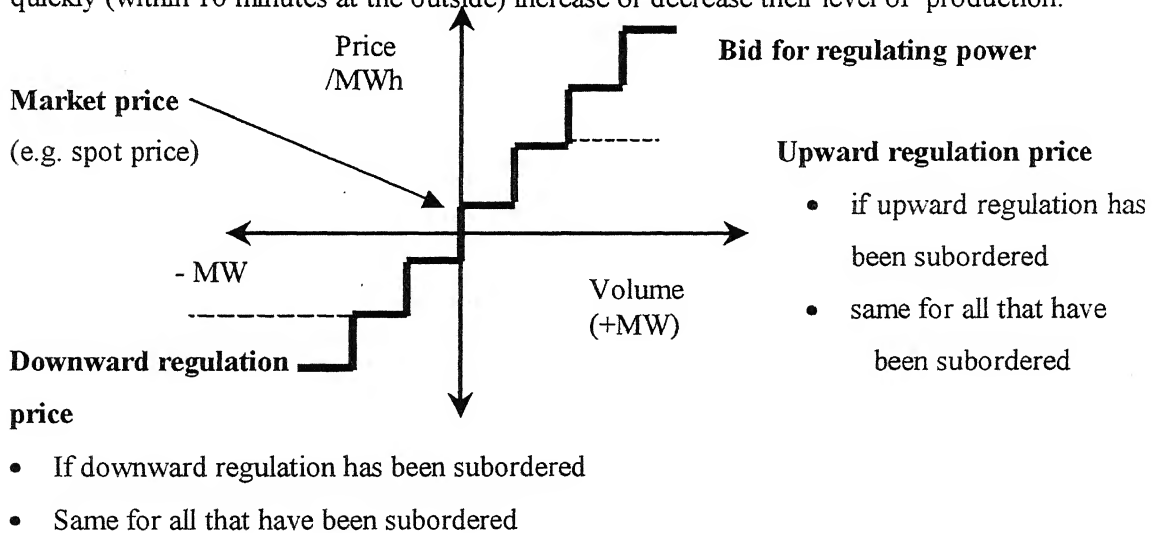 quickly (within 10 minutes at the outside) increase or decrease their level of production.
Price
/MWh
Bid for regulating power
Market price
(e.g. spot price)
Upward regulation price
• if upward regulation has
been subordered
• same for all that have
been subordered
- MW
Volume
(+MW)
Downward regulation
price
• If downward regulation has been subordered
• Same for all that have been subordered